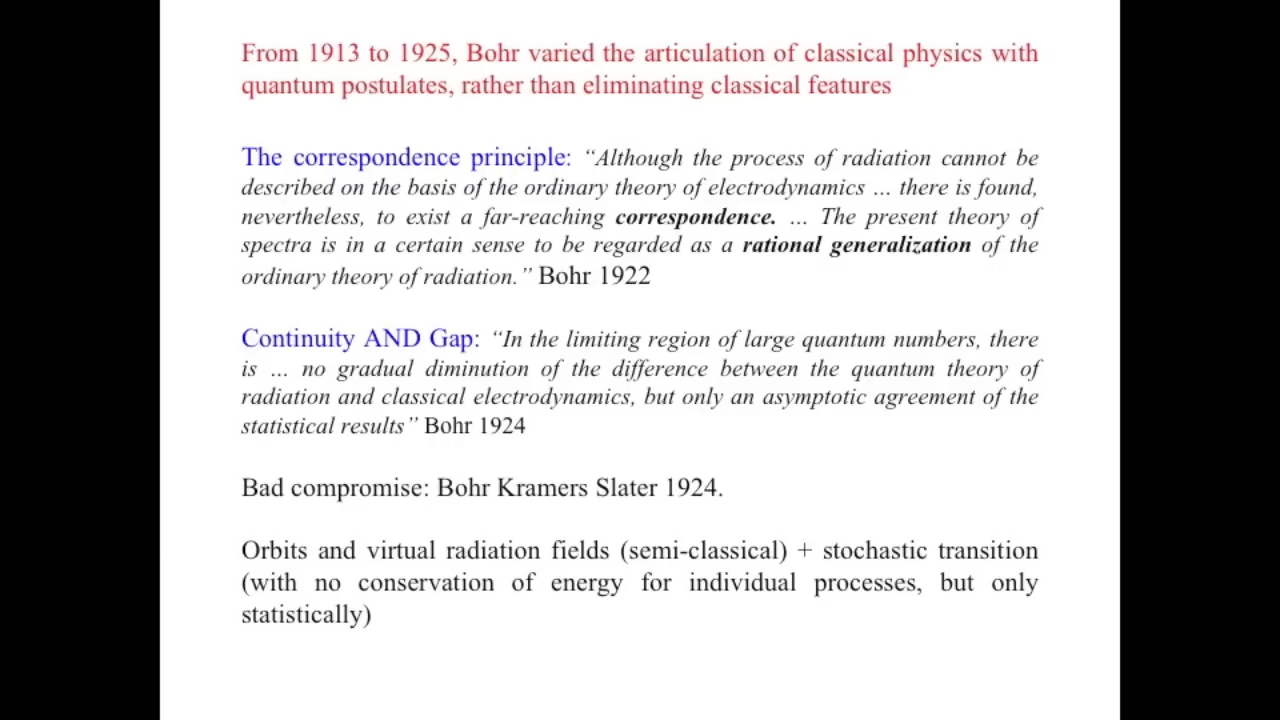 From 1913 to 1925, Bohr varied the articulation of classical physics with
quantum postulates, rather than eliminating classical features
The correspondence principle: “Although the process of radiation cannot be
described on the basis of the ordinary theory of electrodynamics ... there is found,
nevertheless, to exist a far-reaching correspondence. ... The present theory of
spectra is in a certain sense to be regarded as a rational generalization of the
ordinary theory of radiation.” Bohr 1922
Continuity AND Gap: “In the limiting region of large quantum numbers, there
is ... no gradual diminution of the difference between the quantum theory of
radiation and classical electrodynamics, but only an asymptotic agreement of the
statistical results” Bohr 1924
Bad compromise: Bohr Kramers Slater 1924.
Orbits and virtual radiation fields (semi-classical) + stochastic transition
(with no conservation of energy for individual processes, but only
statistically)